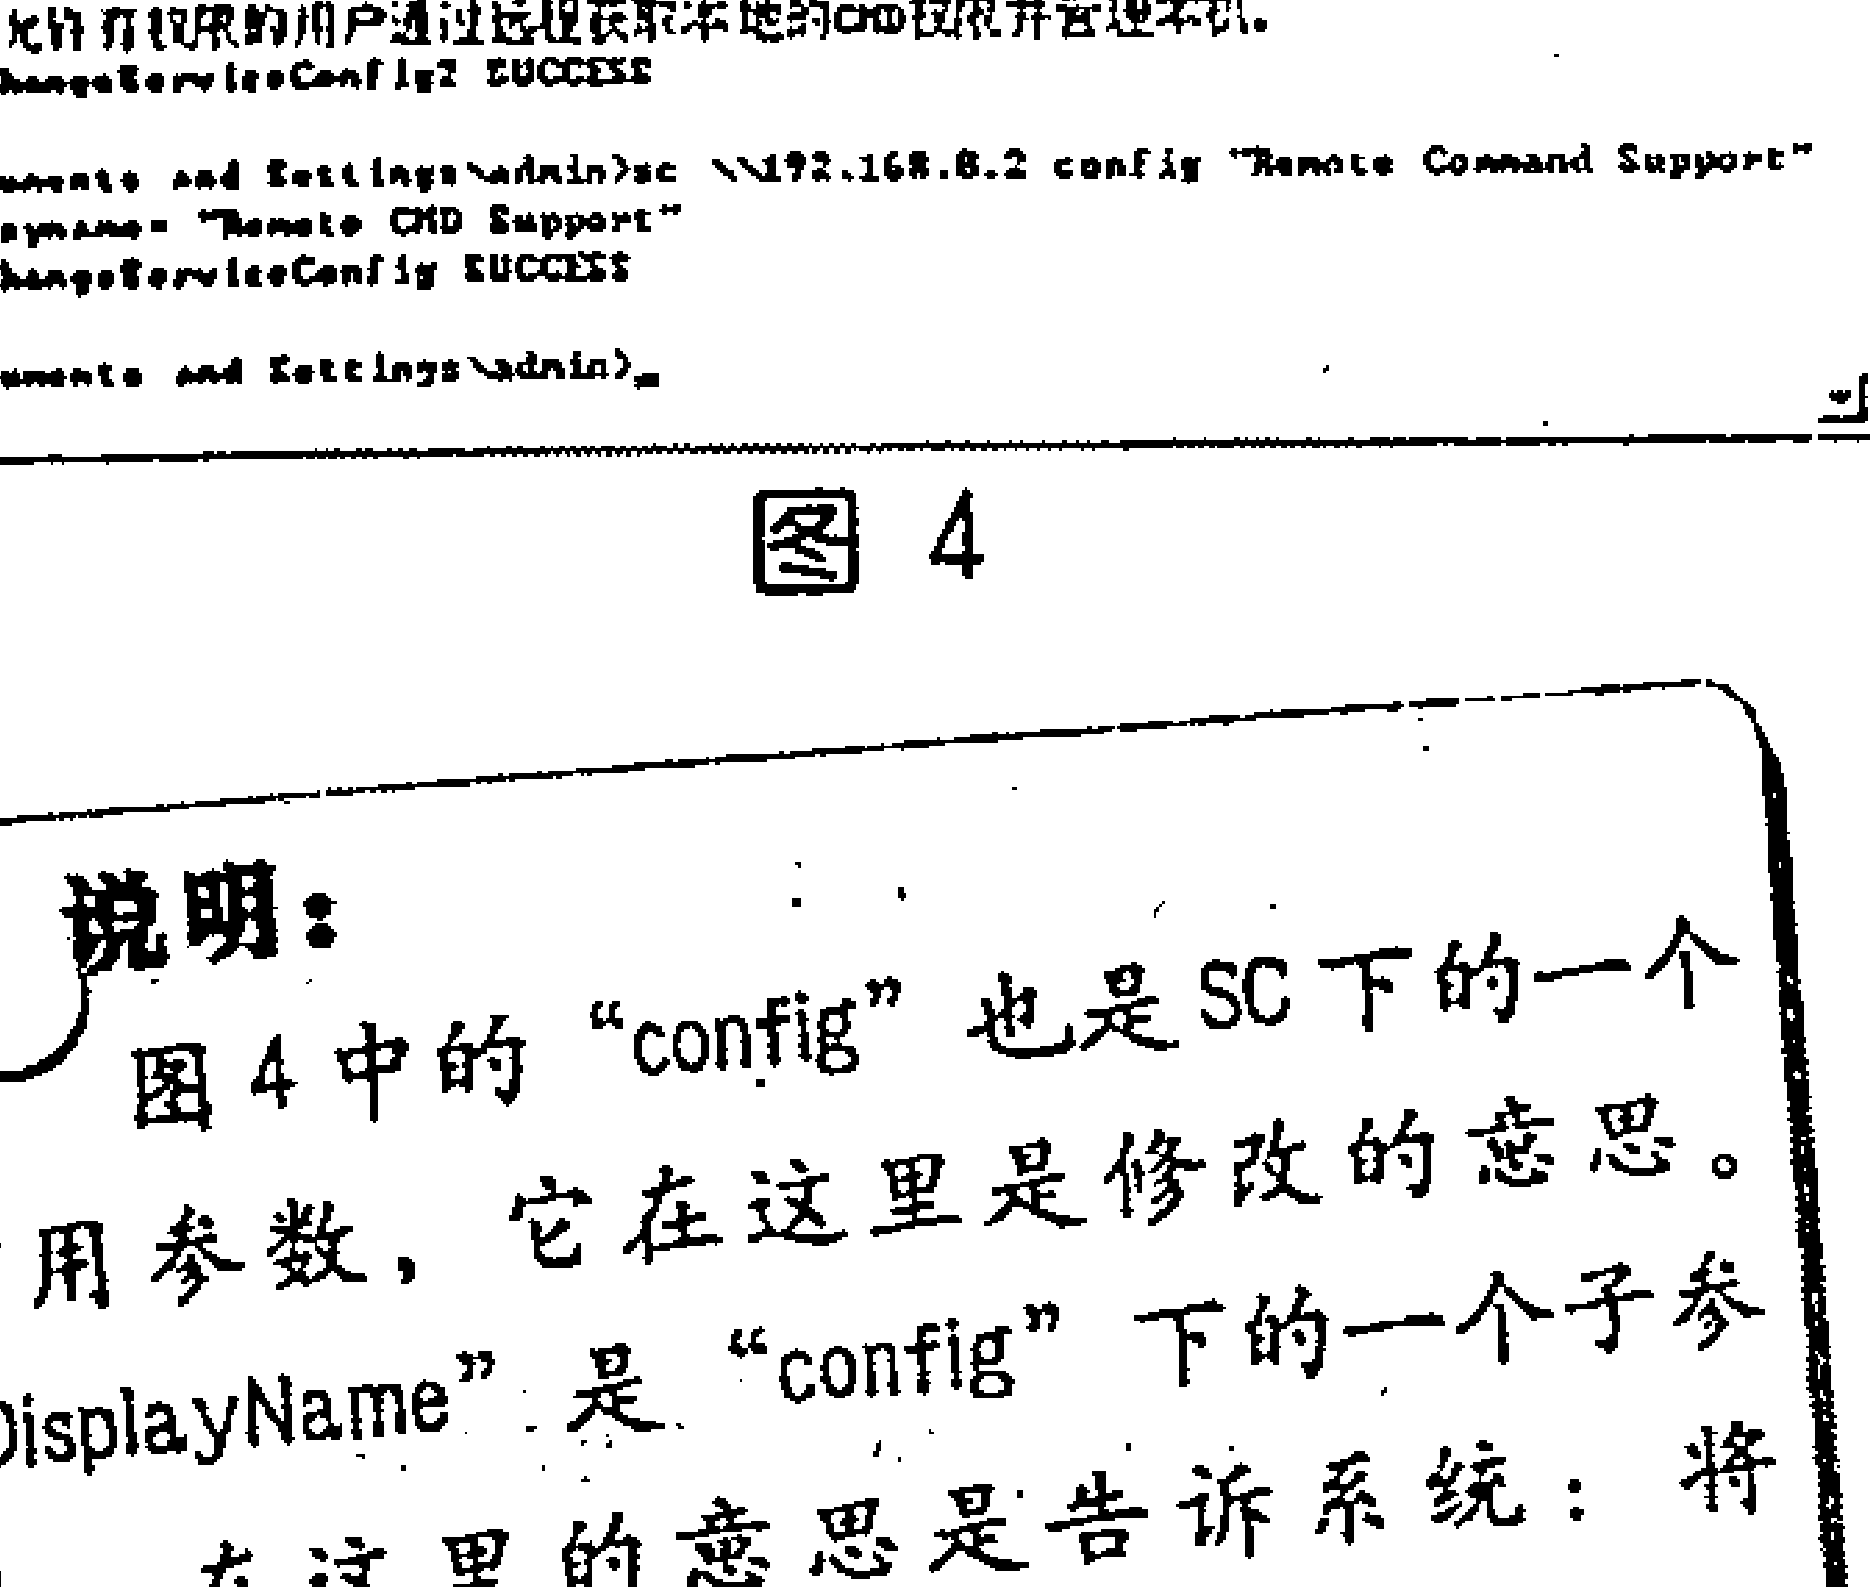 允许有权限的用户通过远程获取本地的CMD权限并管理本机。
hangeServiceConfig2 SUCCESS
uments and Settings\admin>sc \\192.168.8.2 config "Remote Command Support"
ayname= "Remote CMD Support"
hangeServiceConfig SUCCESS
uments and Settings\admin>_
图 4
说明：
图 4 中的 “config” 也是 SC 下的一个
用参数，它在这里是修改的意思。
DisplayName” 是 “config” 下的一个子参
在这里的意思是告诉系统：将